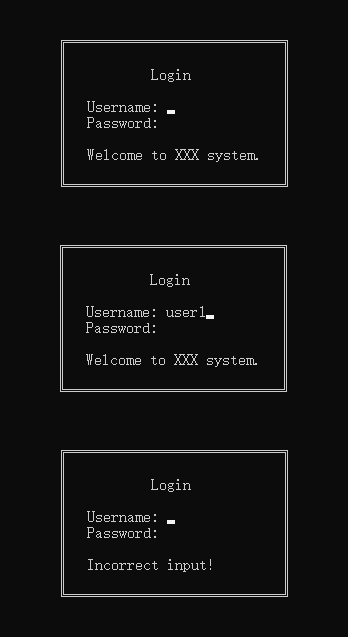 Login
Username:
Password:
Welcome to XXX system.
Login
Username: user1
Password:
Welcome to XXX system.
Login
Username:
Password:
Incorrect input!